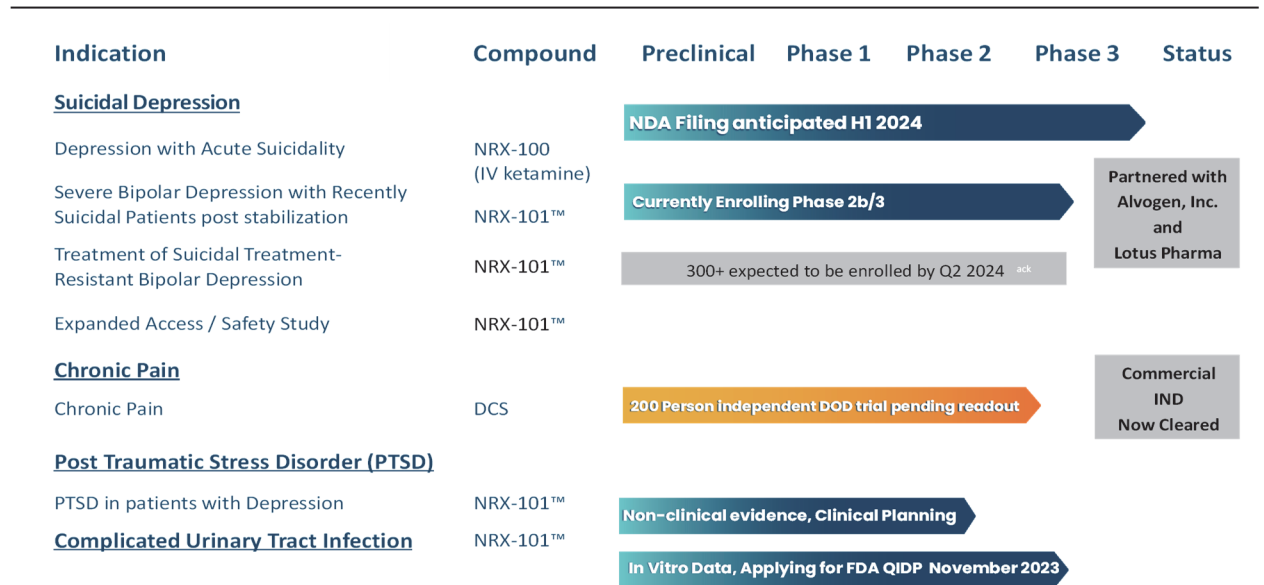 Indication Compound Preclinical Phase 1 Phase 2 Phase 3 Status
Suicidal Depression
NDA Filing anticipated H1 2024
Depression with Acute Suicidality NRX-100
(IV ketamine)
Severe Bipolar Depression with Recently
Suicidal Patients post stabilization NRX-101™
Currently Enrolling Phase 2b/3
Partnered with
Alvogen, Inc.
and
Lotus Pharma
Treatment of Suicidal Treatment-
Resistant Bipolar Depression NRX-101™
300+ expected to be enrolled by Q2 2024 ack
Expanded Access / Safety Study NRX-101™
Chronic Pain
Chronic Pain DCS
200 Person independent DOD trial pending readout
Commercial
IND
Now Cleared
Post Traumatic Stress Disorder (PTSD)
PTSD in patients with Depression NRX-101™
Non-clinical evidence, Clinical Planning
Complicated Urinary Tract Infection NRX-101™
In Vitro Data, Applying for FDA QIDP November 2023